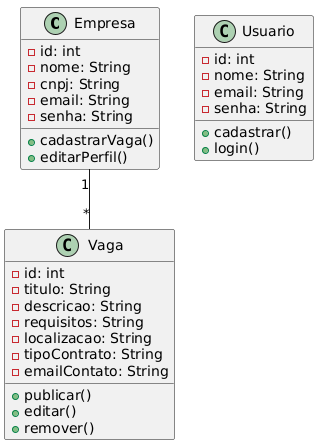 C Empresa
id: int
nome: String
cnpj: String
email: String
senha: String
cadastrarVaga()
editarPerfil()
C Usuario
id: int
nome: String
email: String
senha: String
cadastrar()
login()
1
*
C Vaga
id: int
titulo: String
descricao: String
requisitos: String
localizacao: String
tipoContrato: String
emailContato: String
publicar()
editar()
remover()